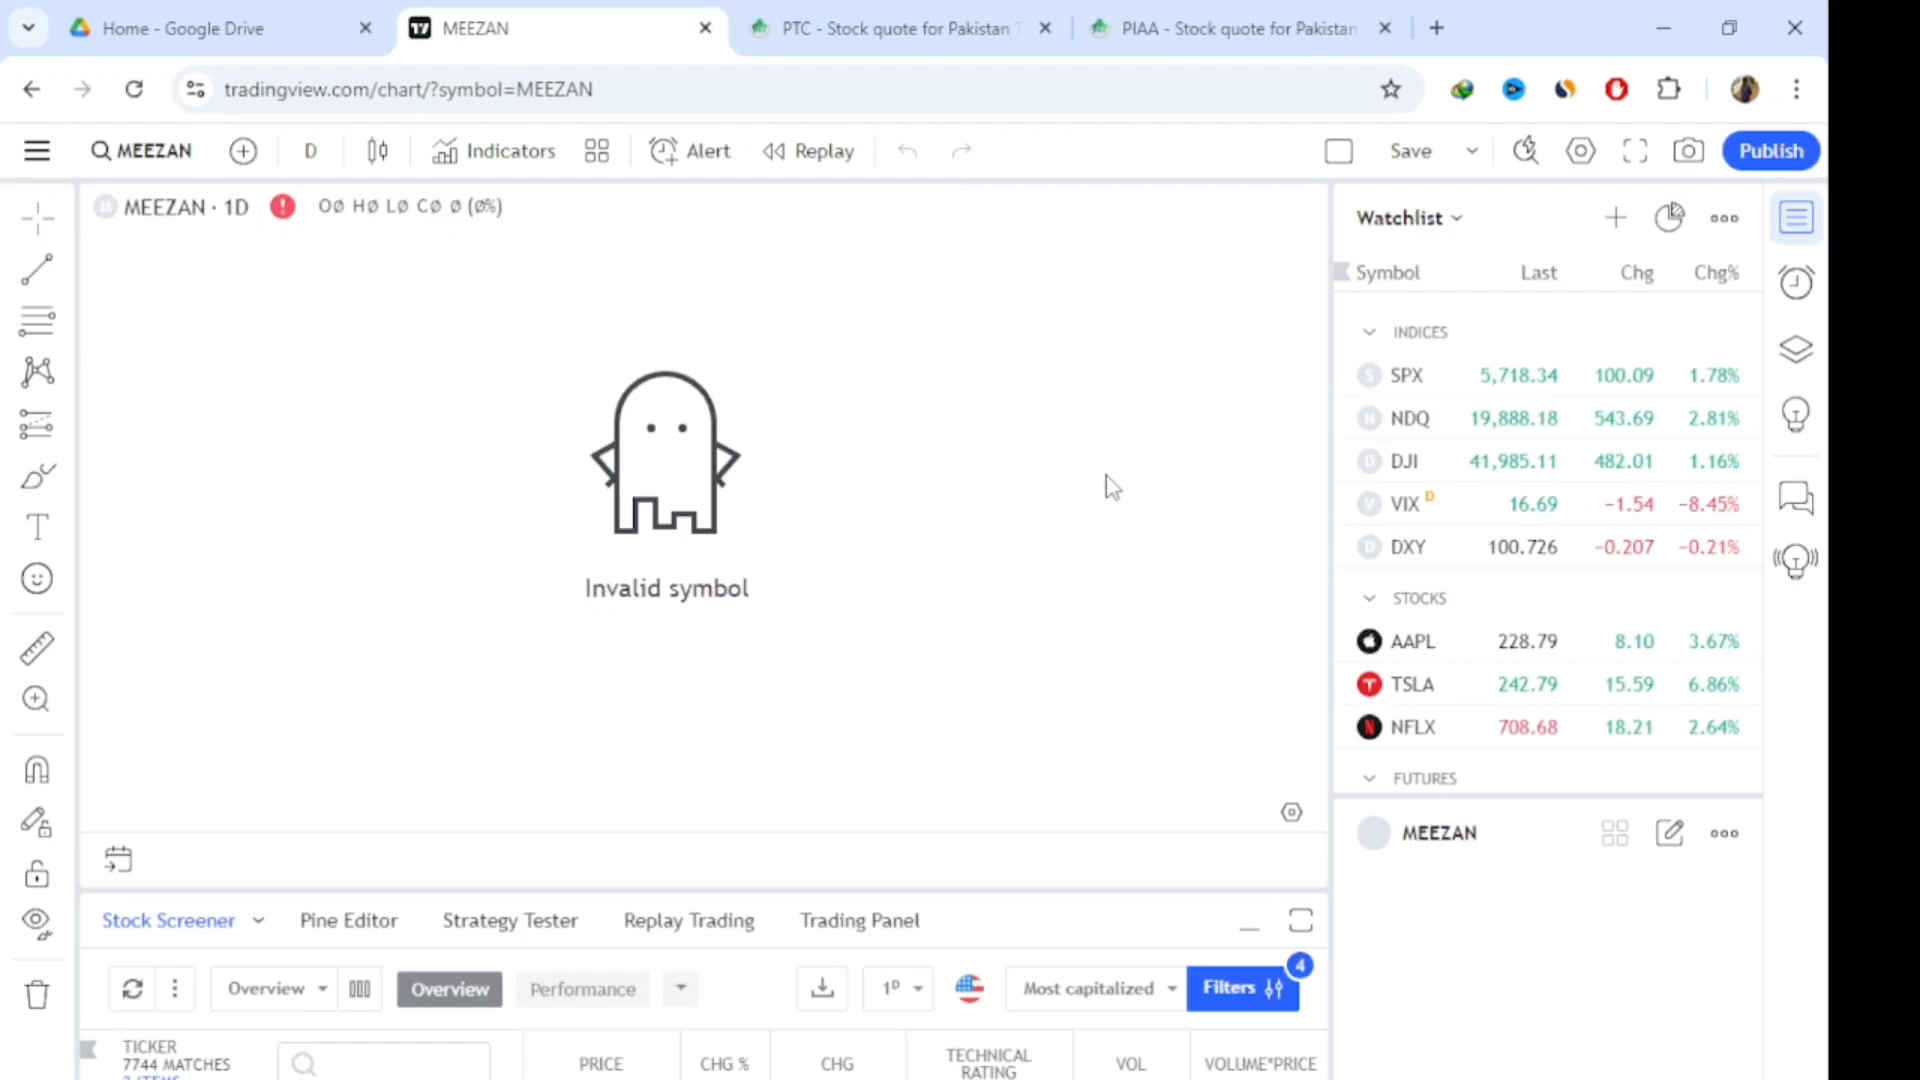 Home - Google Drive
MEEZAN
PTC - Stock quote for Pakistan
PIAA - Stock quote for Pakistan
tradingview.com/chart/?symbol=MEEZAN
MEEZAN
D
Indicators
Alert
Replay
Save
Publish
M MEEZAN · 1D ! O∅ H∅ L∅ C∅ ∅ (∅%)
Invalid symbol
Watchlist
Symbol Last Chg Chg%
INDICES
SPX 5,718.34 100.09 1.78%
NDQ 19,888.18 543.69 2.81%
DJI 41,985.11 482.01 1.16%
VIX D 16.69 −1.54 −8.45%
DXY 100.726 −0.207 −0.21%
STOCKS
AAPL 228.79 8.10 3.67%
TSLA 242.79 15.59 6.86%
NFLX 708.68 18.21 2.64%
FUTURES
MEEZAN
Stock Screener Pine Editor Strategy Tester Replay Trading Trading Panel
Overview Overview Performance 1D Most capitalized Filters 4
TICKER
7744 MATCHES
PRICE CHG % CHG
TECHNICAL
RATING
VOL VOLUME*PRICE